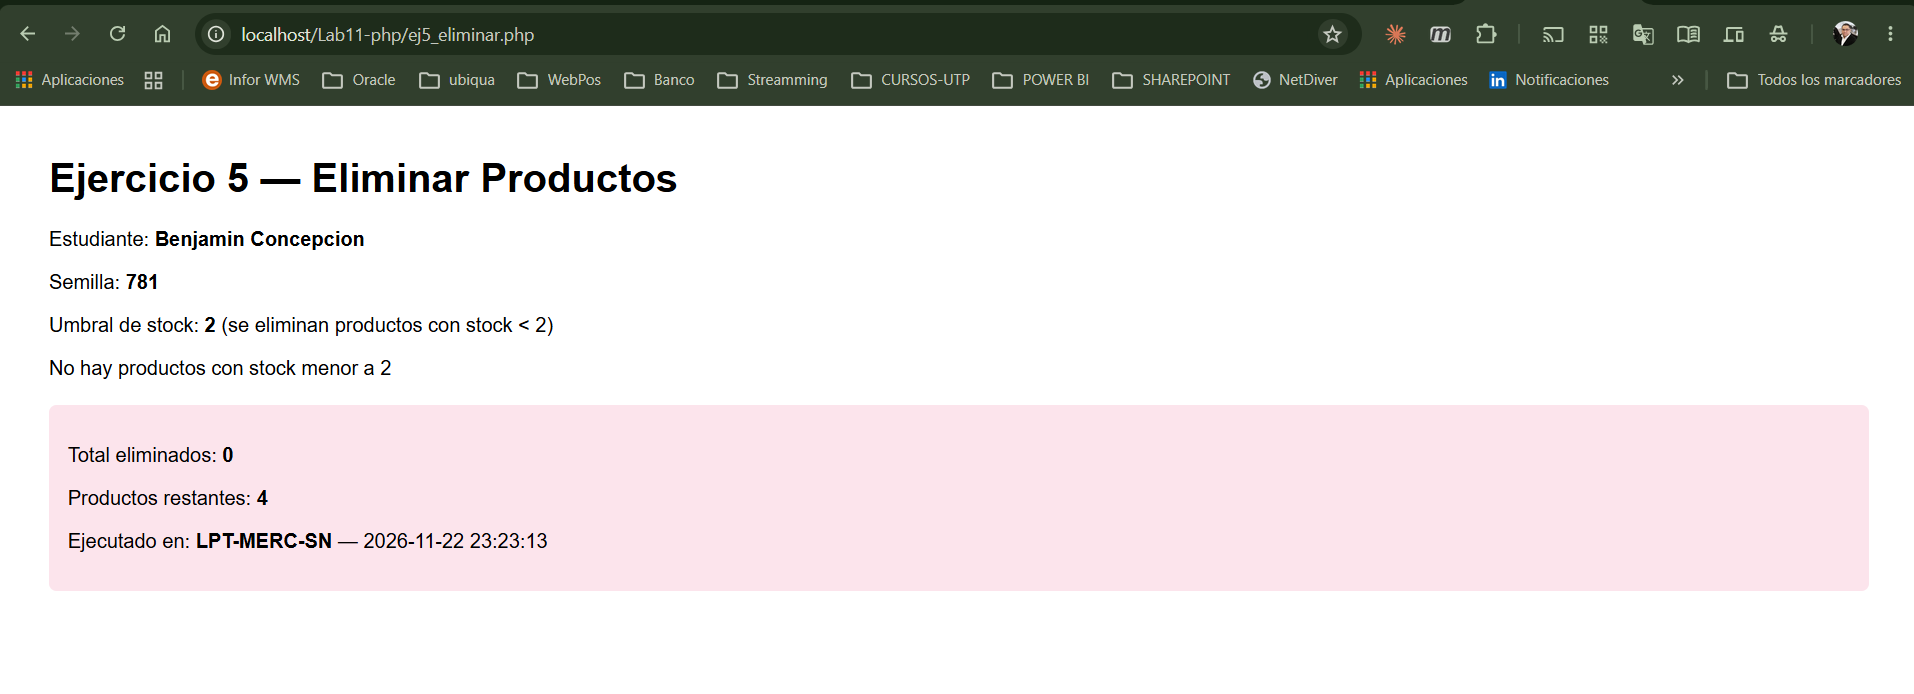 localhost/Lab11-php/ej5_eliminar.php
Aplicaciones Infor WMS Oracle ubiqua WebPos Banco Streamming CURSOS-UTP POWER BI SHAREPOINT NetDiver Aplicaciones Notificaciones » Todos los marcadores
Ejercicio 5 — Eliminar Productos
Estudiante: Benjamin Concepcion
Semilla: 781
Umbral de stock: 2 (se eliminan productos con stock < 2)
No hay productos con stock menor a 2
Total eliminados: 0
Productos restantes: 4
Ejecutado en: LPT-MERC-SN — 2026-11-22 23:23:13